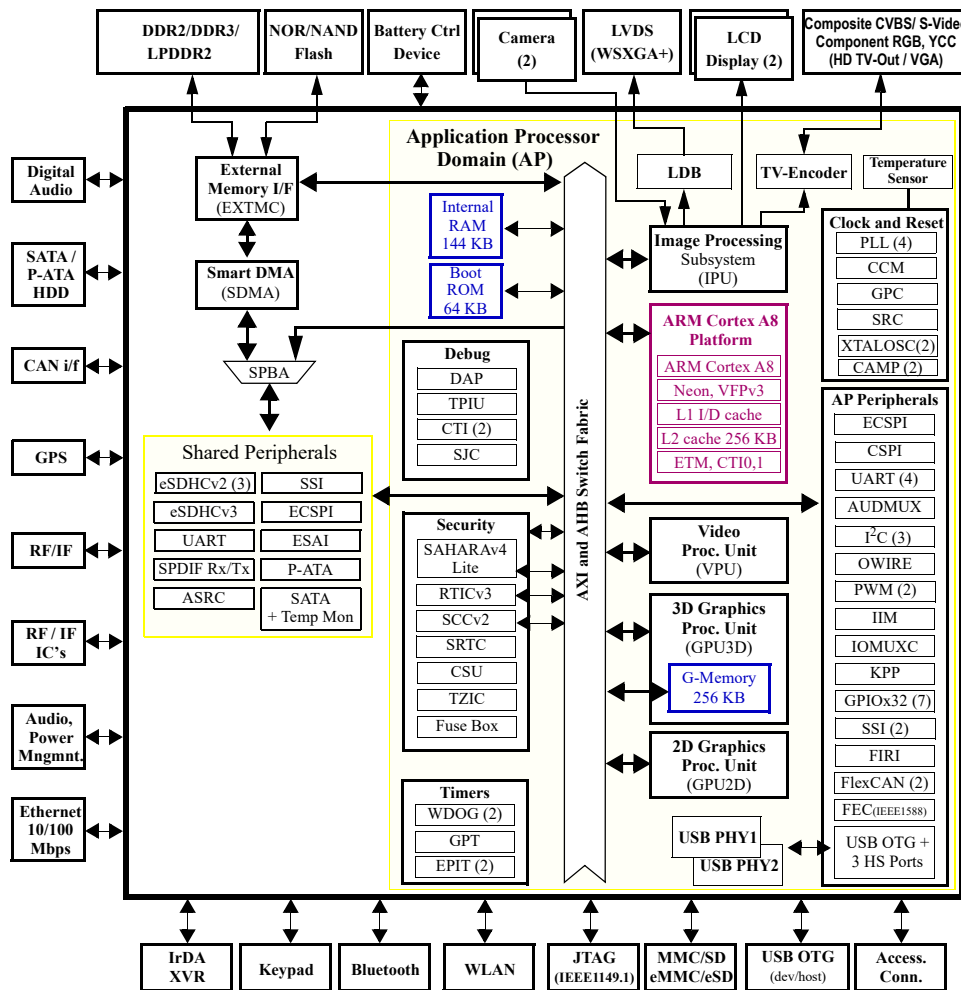 DDR2/DDR3/
LPDDR2
NOR/NAND
Flash
Battery Ctrl
Device
Camera
(2)
LVDS
(WSXGA+)
LCD
Display (2)
Composite CVBS/ S-Video
Component RGB, YCC
(HD TV-Out / VGA)
Digital
Audio
SATA /
P-ATA
HDD
CAN i/f
GPS
RF/IF
RF / IF
IC's
Audio,
Power
Mngmnt.
Ethernet
10/100
Mbps
External
Memory I/F
(EXTMC)
Smart DMA
(SDMA)
SPBA
Shared Peripherals
eSDHCv2 (3)
SSI
eSDHCv3
ECSPI
UART
ESAI
SPDIF Rx/Tx
P-ATA
ASRC
SATA
+ Temp Mon
Application Processor
Domain (AP)
Internal
RAM
144 KB
Boot
ROM
64 KB
Debug
DAP
TPIU
CTI (2)
SJC
Security
SAHARAv4
Lite
RTICv3
SCCv2
SRTC
CSU
TZIC
Fuse Box
Timers
WDOG (2)
GPT
EPIT (2)
AXI and AHB Switch Fabric
LDB
TV-Encoder
Temperature
Sensor
Image Processing
Subsystem
(IPU)
ARM Cortex A8
Platform
ARM Cortex A8
Neon, VFPv3
L1 I/D cache
L2 cache 256 KB
ETM, CTI0,1
Video
Proc. Unit
(VPU)
3D Graphics
Proc. Unit
(GPU3D)
G-Memory
256 KB
2D Graphics
Proc. Unit
(GPU2D)
USB PHY1
USB PHY2
Clock and Reset
PLL (4)
CCM
GPC
SRC
XTALOSC(2)
CAMP (2)
AP Peripherals
ECSPI
CSPI
UART (4)
AUDMUX
I2C (3)
OWIRE
PWM (2)
IIM
IOMUXC
KPP
GPIOx32 (7)
SSI (2)
FIRI
FlexCAN (2)
FEC(IEEE1588)
USB OTG +
3 HS Ports
IrDA
XVR
Keypad
Bluetooth
WLAN
JTAG
(IEEE1149.1)
MMC/SD
eMMC/eSD
USB OTG
(dev/host)
Access.
Conn.